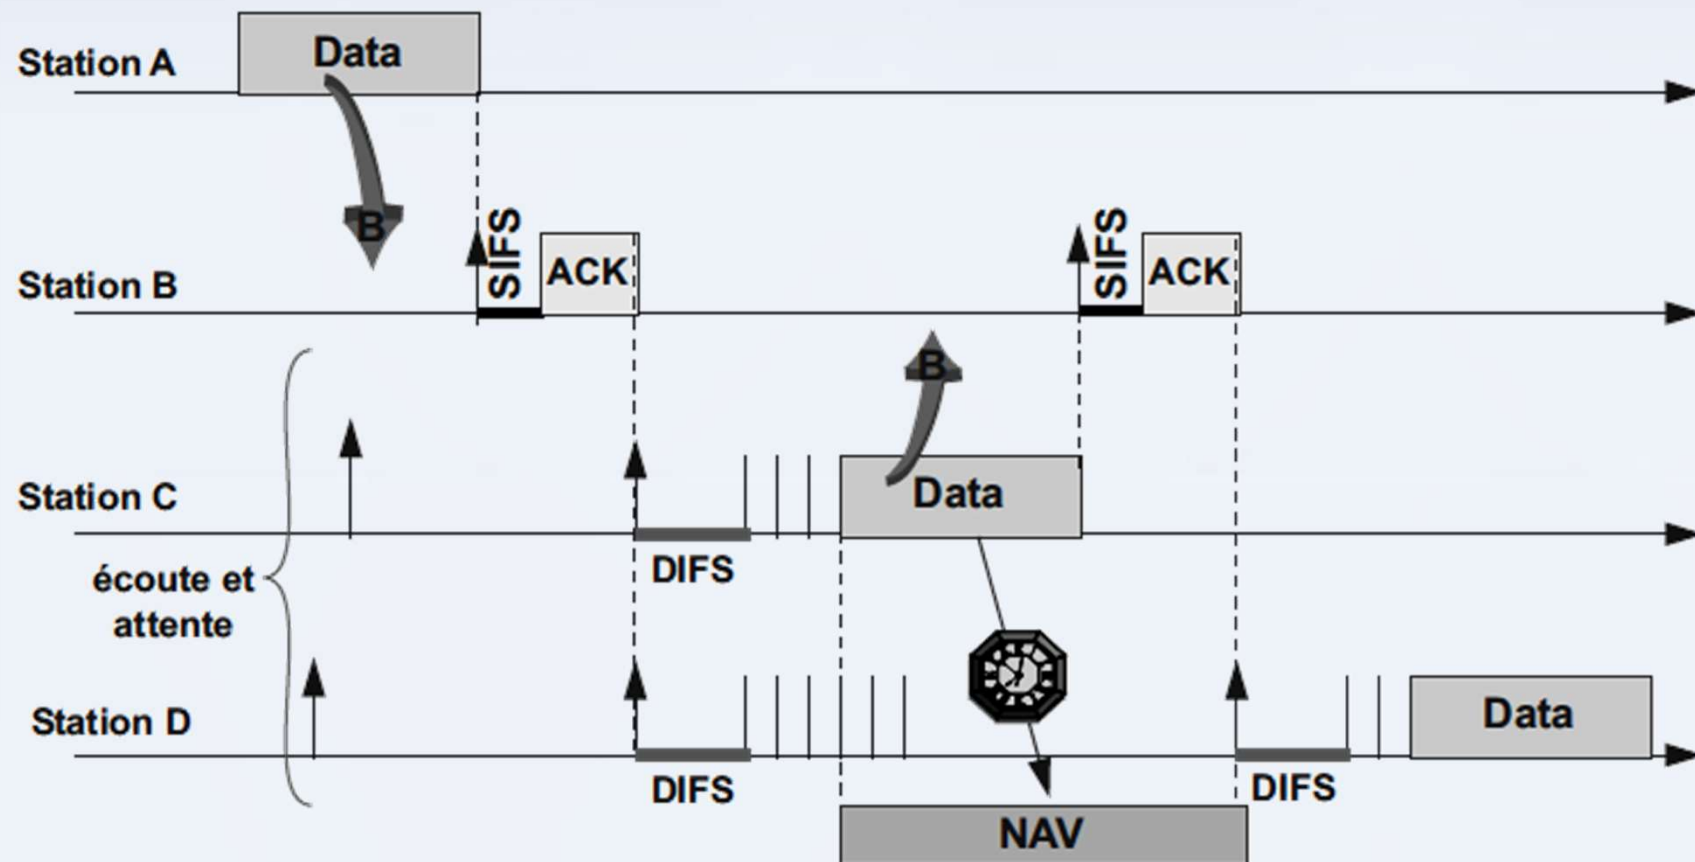 Data
Station A
B
SIFS
ACK
SIFS
ACK
Station B
B
Station C
Data
DIFS
écoute et
attente
Station D
Data
DIFS
DIFS
NAV